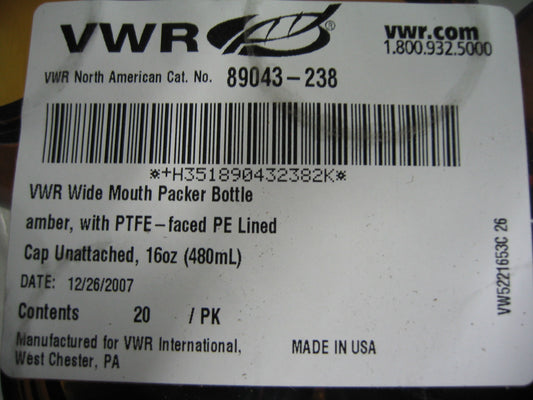 VWR ®
vwr.com
1.800.932.5000
VWR North American Cat. No. 89043-238
*+H351890432382K*
VWR Wide Mouth Packer Bottle
amber, with PTFE-faced PE Lined
Cap Unattached, 16oz (480mL)
DATE: 12/26/2007
Contents 20 / PK
Manufactured for VWR International,
West Chester, PA
MADE IN USA
VW5221653C 26